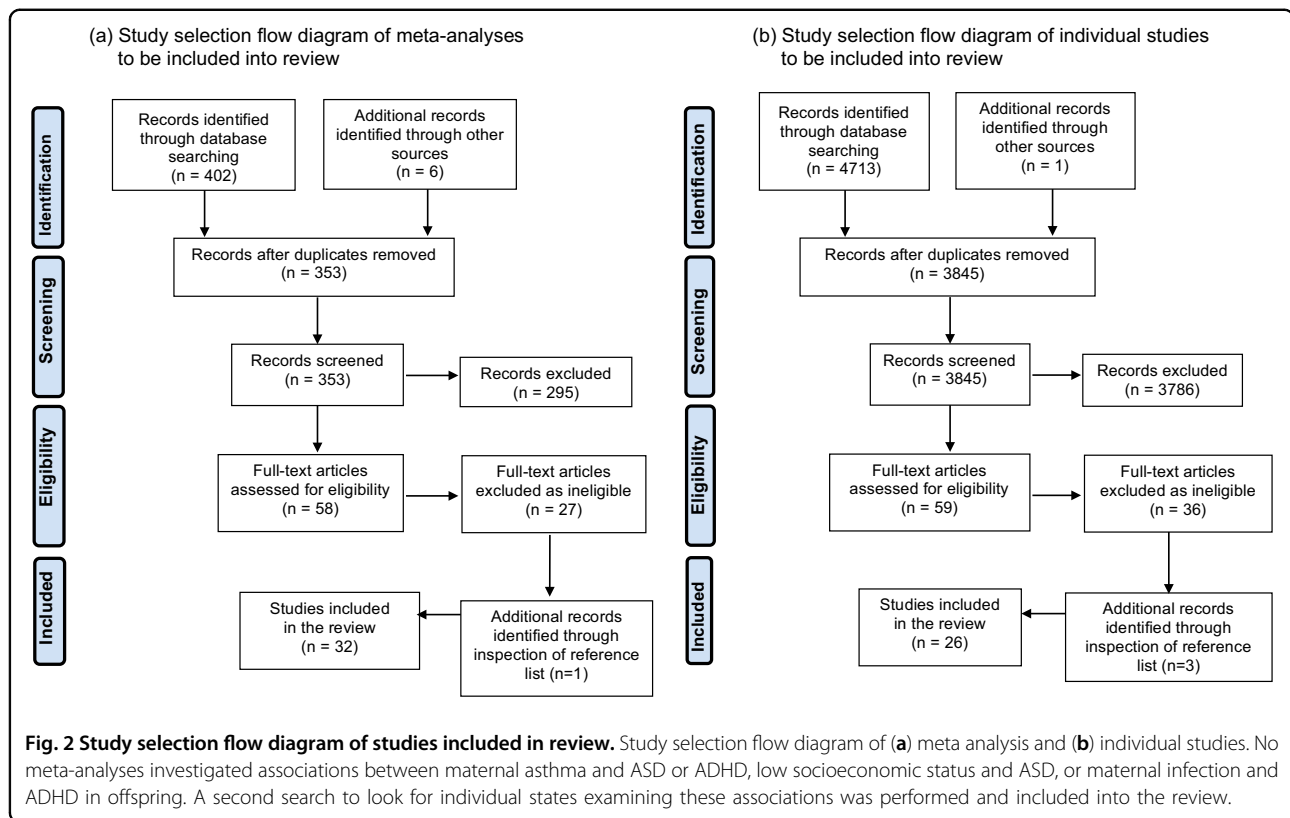 (a) Study selection flow diagram of meta-analyses
to be included into review
Identification
Records identified
through database
searching
(n = 402)
Additional records
identified through other
sources
(n = 6)
Records after duplicates removed
(n = 353)
Screening
Records screened
(n = 353)
Records excluded
(n = 295)
Eligibility
Full-text articles
assessed for eligibility
(n = 58)
Full-text articles
excluded as ineligible
(n = 27)
Included
Studies included
in the review
(n = 32)
Additional records
identified through
inspection of reference
list (n=1)
(b) Study selection flow diagram of individual studies
to be included into review
Identification
Records identified
through database
searching
(n = 4713)
Additional records
identified through
other sources
(n = 1)
Records after duplicates removed
(n = 3845)
Screening
Records screened
(n = 3845)
Records excluded
(n = 3786)
Eligibility
Full-text articles
assessed for eligibility
(n = 59)
Full-text articles
excluded as ineligible
(n = 36)
Included
Studies included
in the review
(n = 26)
Additional records
identified through
inspection of reference
list (n=3)
Fig. 2 Study selection flow diagram of studies included in review. Study selection flow diagram of (a) meta analysis and (b) individual studies. No
meta-analyses investigated associations between maternal asthma and ASD or ADHD, low socioeconomic status and ASD, or maternal infection and
ADHD in offspring. A second search to look for individual states examining these associations was performed and included into the review.